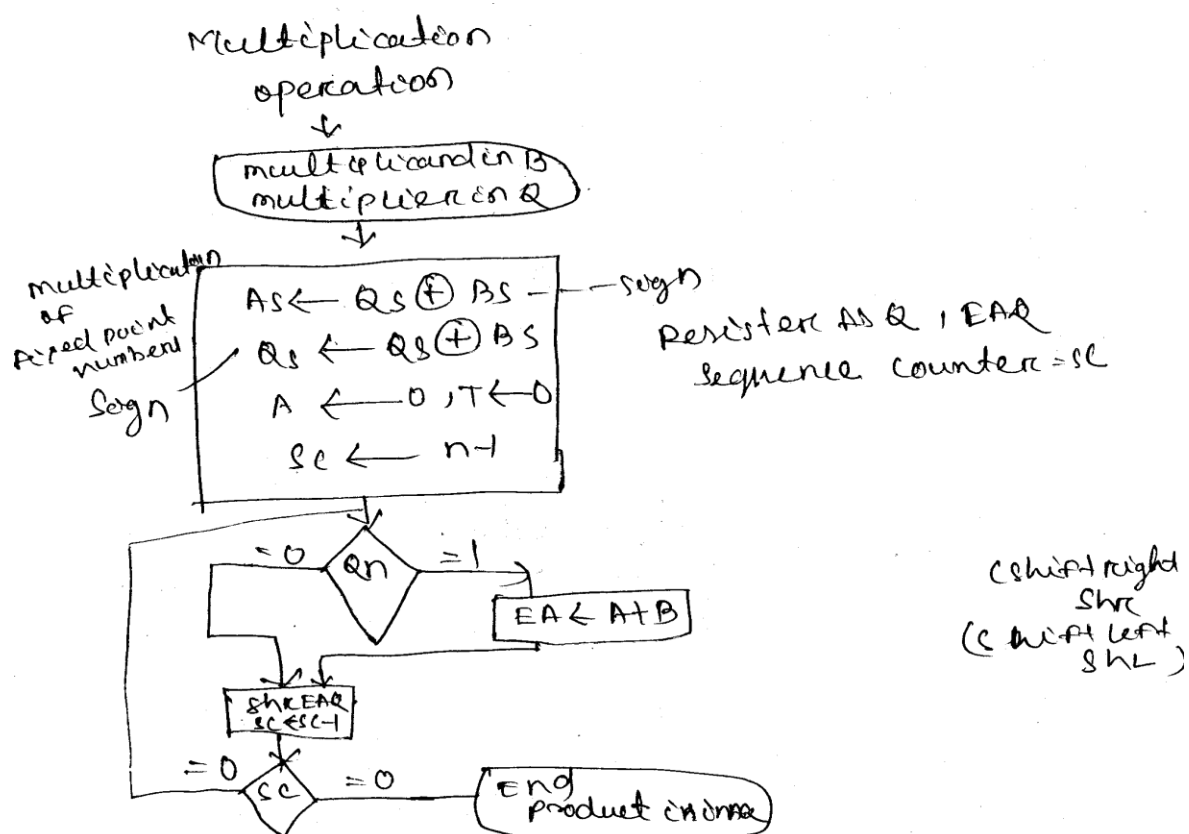 Multiplication
operation
multiplicand in B
multiplier in Q
multiplication
of
Fixed point
numbers
Sign
As ← Qs ⊕ Bs
Qs ← Qs ⊕ Bs
A ← 0, T ← 0
SC ← n-1
sign
Resister As Q, EAQ
Sequence counter = SC
=0
Qn
=1
EA ← A+B
Shr EAQ
SC ← SC-1
=0
SC
=0
End
product in
(shift right
Shr
(shift left
ShL)